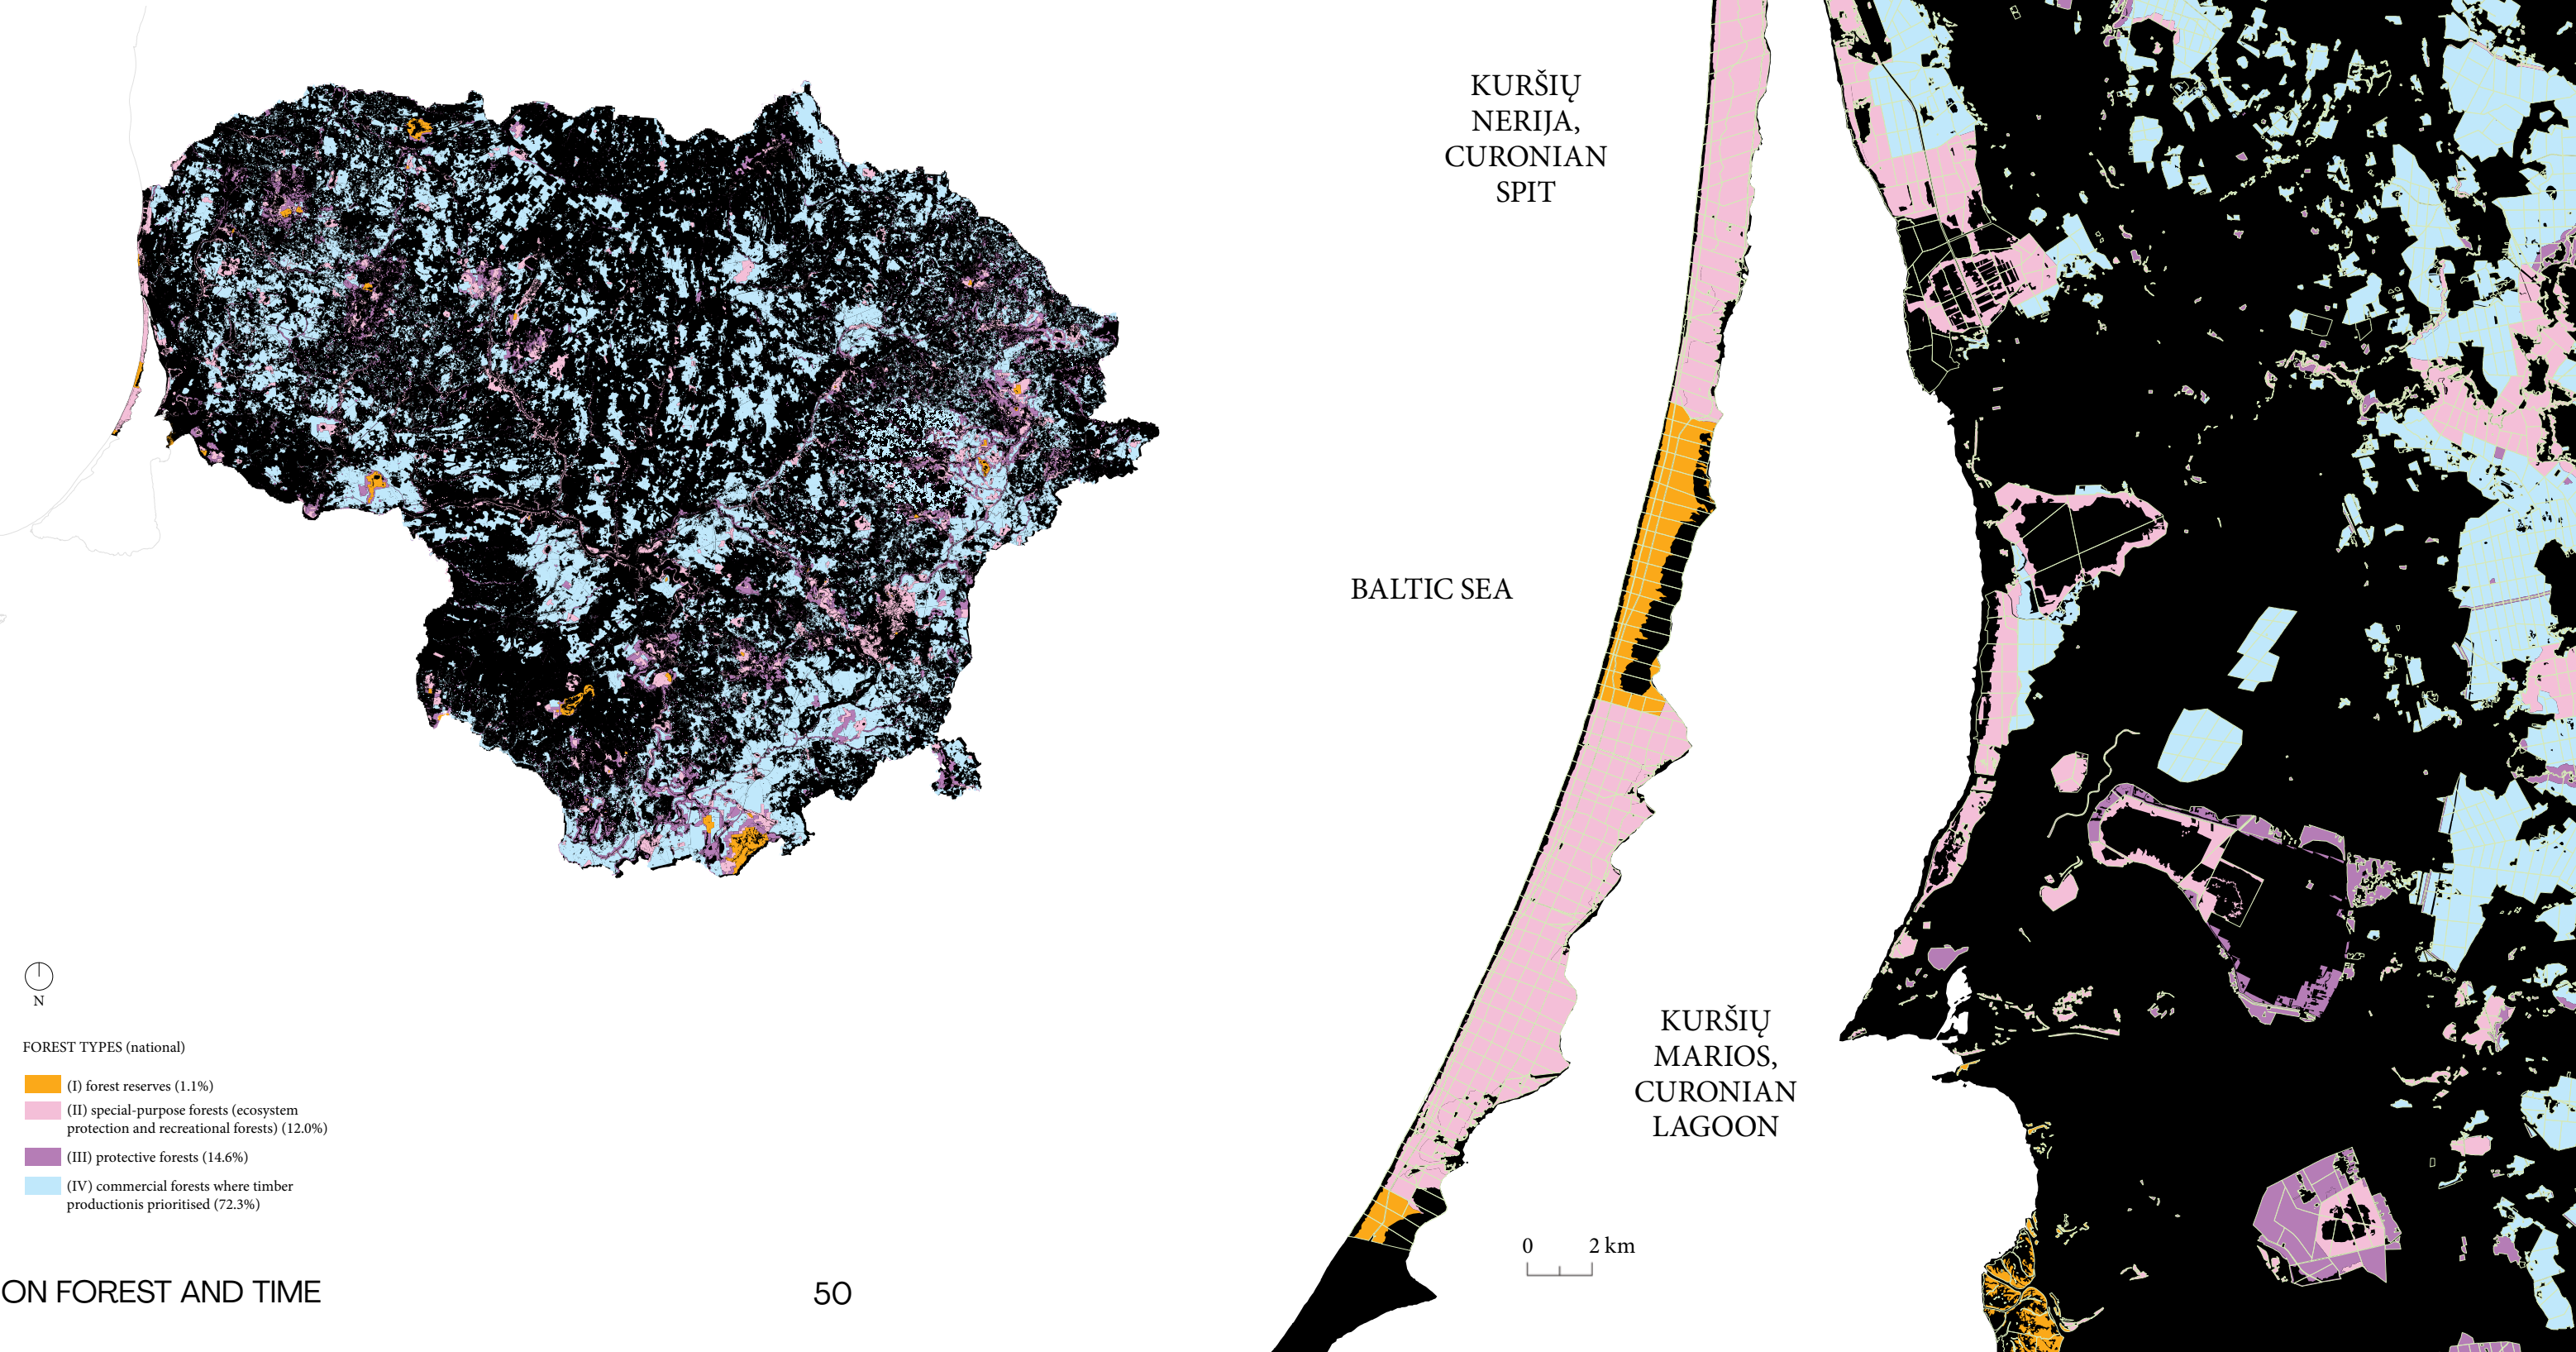 KURŠIŲ
NERIJA,
CURONIAN
SPIT
BALTIC SEA
KURŠIŲ
MARIOS,
CURONIAN
LAGOON
0 2 km
N
FOREST TYPES (national)
(I) forest reserves (1.1%)
(II) special-purpose forests (ecosystem
protection and recreational forests) (12.0%)
(III) protective forests (14.6%)
(IV) commercial forests where timber
productionis prioritised (72.3%)
ON FOREST AND TIME
50